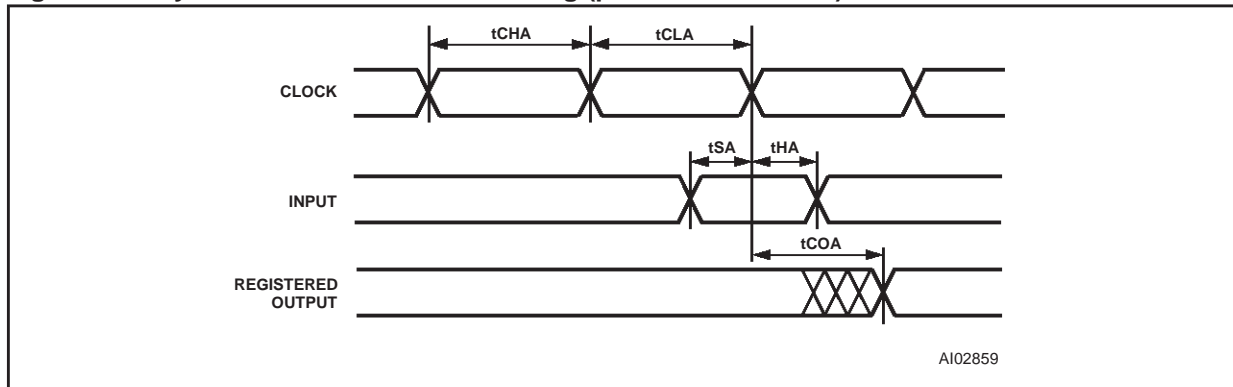 tCHA tCLA
CLOCK
tSA tHA
INPUT
tCOA
REGISTERED
OUTPUT
AI02859